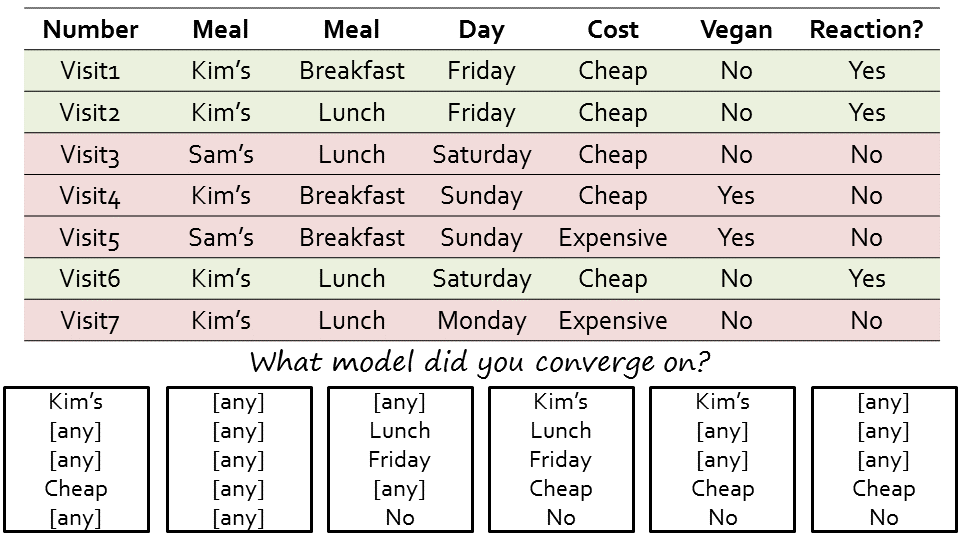 Number Meal Meal Day Cost Vegan Reaction?
Visit1 Kim's Breakfast Friday Cheap No Yes
Visit2 Kim's Lunch Friday Cheap No Yes
Visit3 Sam's Lunch Saturday Cheap No No
Visit4 Kim's Breakfast Sunday Cheap Yes No
Visit5 Sam's Breakfast Sunday Expensive Yes No
Visit6 Kim's Lunch Saturday Cheap No Yes
Visit7 Kim's Lunch Monday Expensive No No
What model did you converge on?
Kim's
[any]
[any]
Cheap
[any]
[any]
[any]
[any]
[any]
[any]
[any]
Lunch
Friday
[any]
No
Kim's
Lunch
Friday
Cheap
No
Kim's
[any]
[any]
Cheap
No
[any]
[any]
[any]
Cheap
No